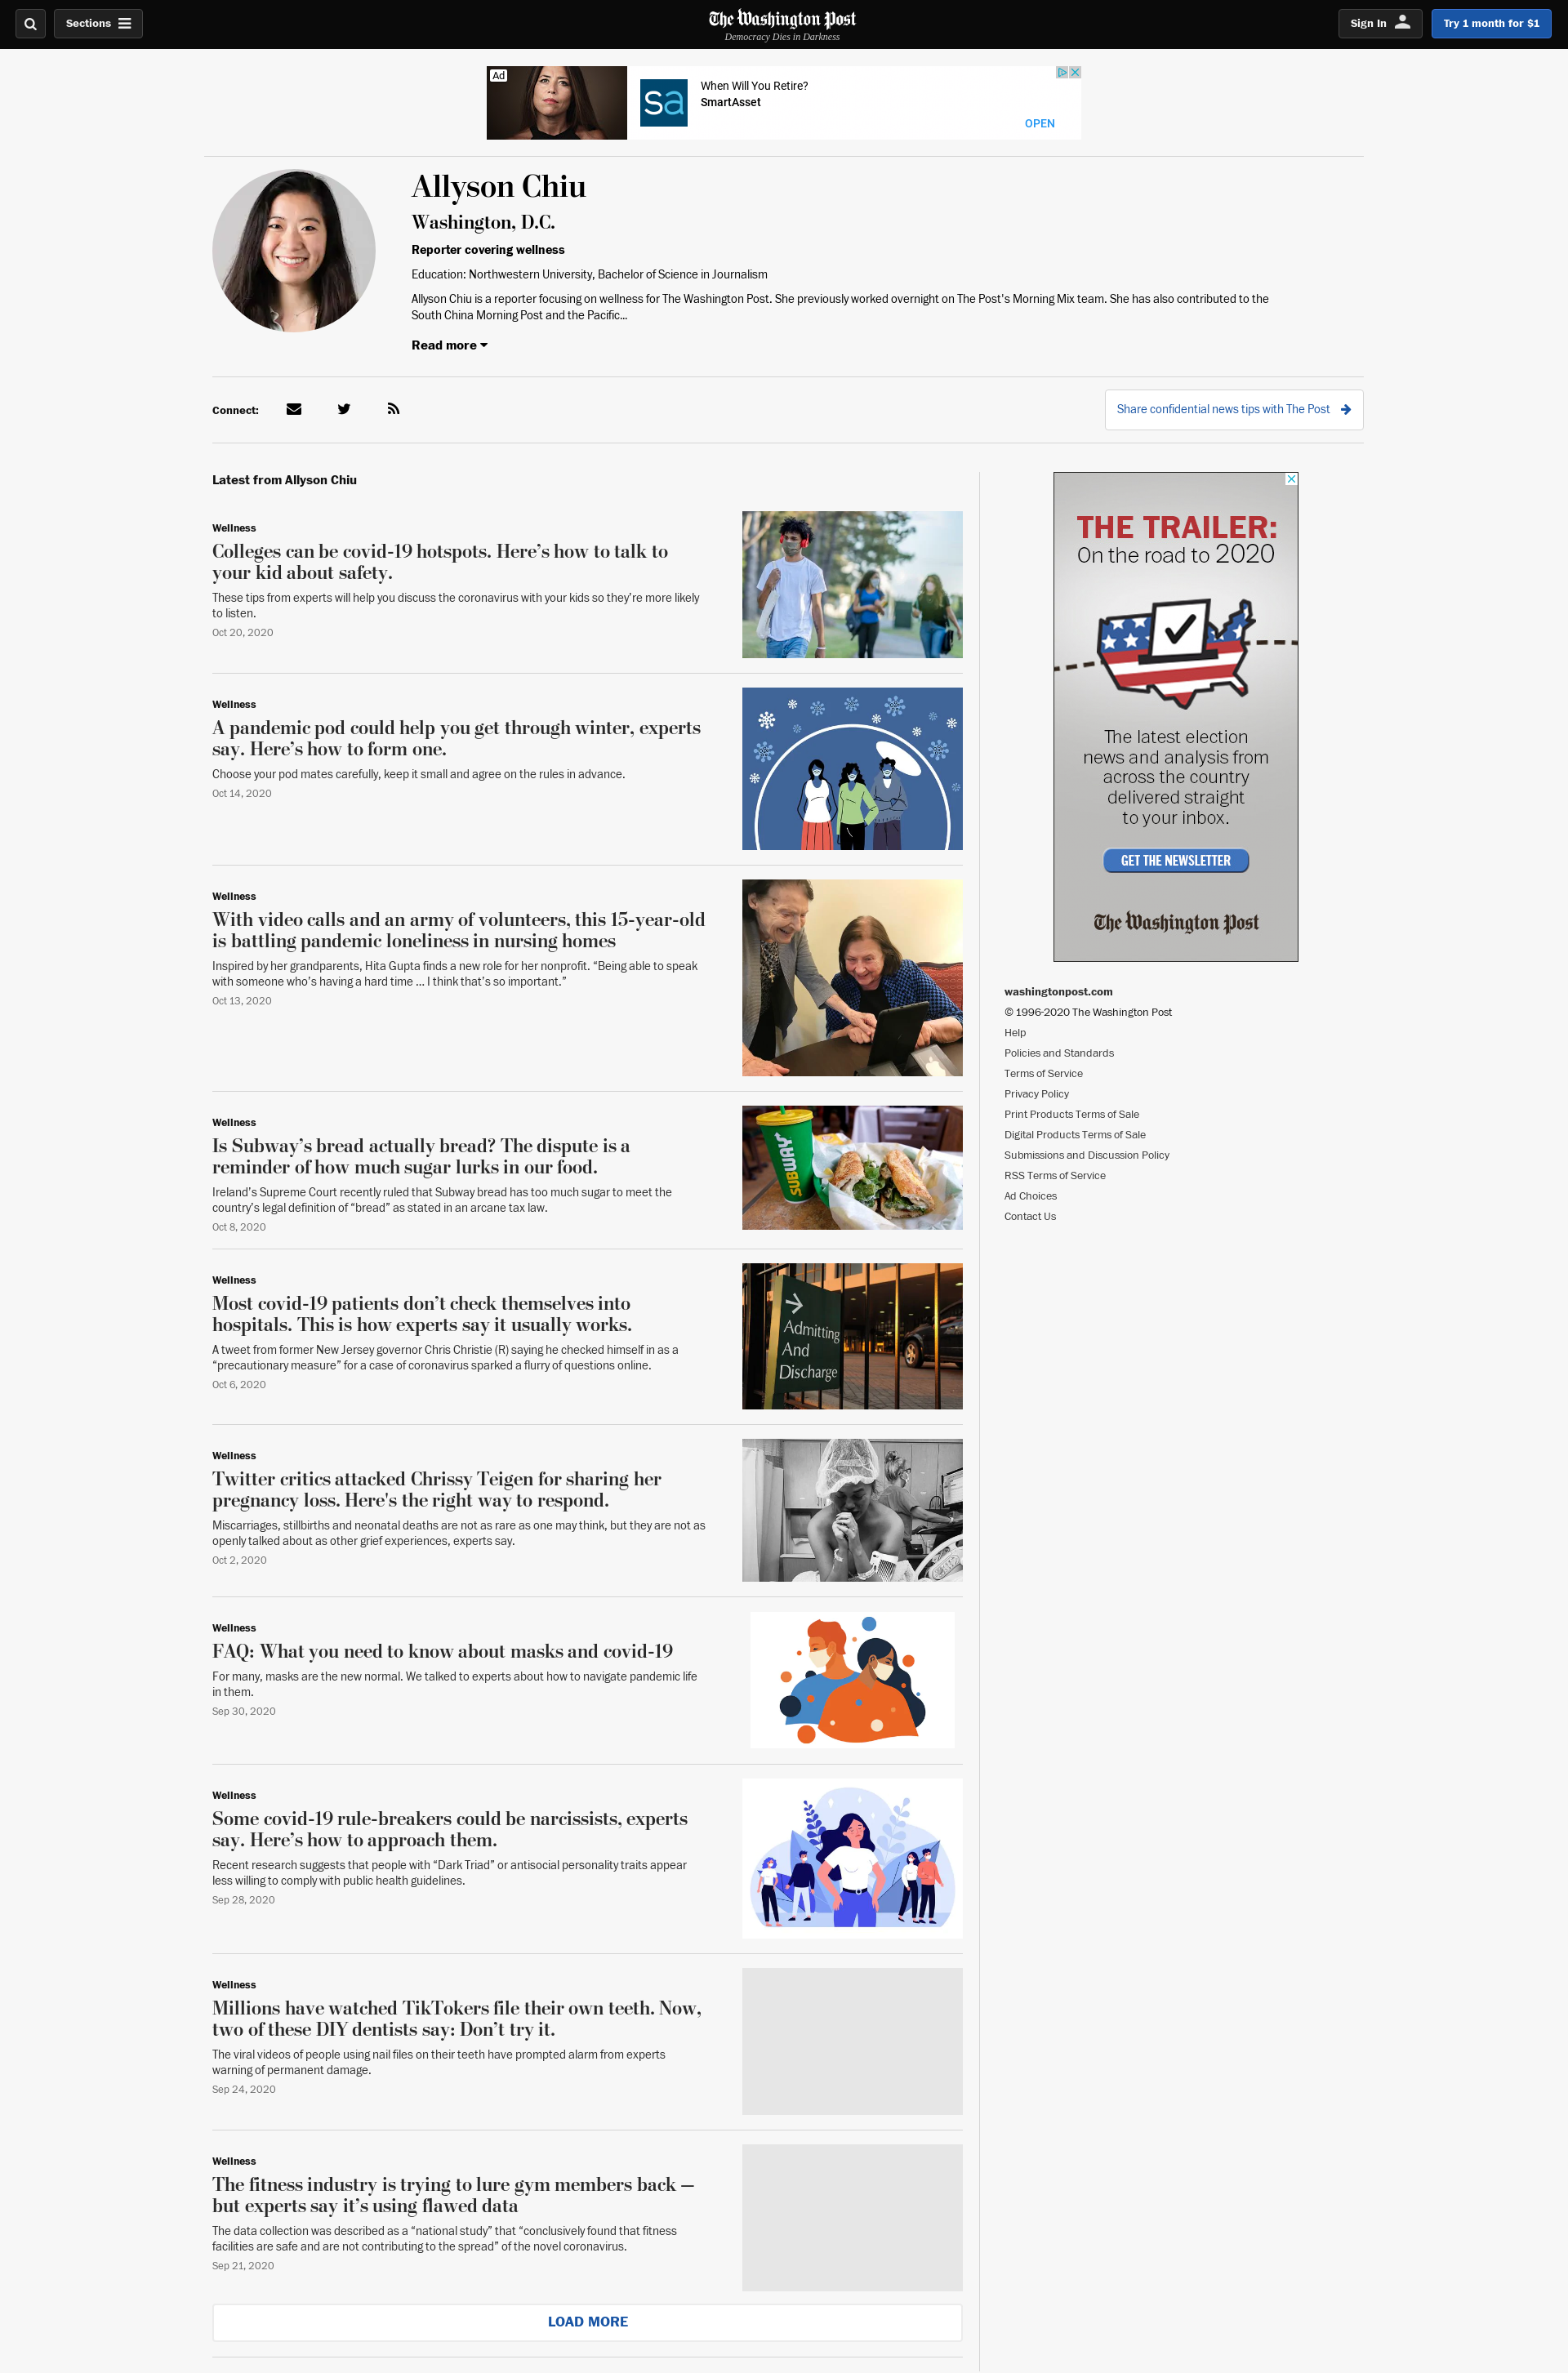 Sections
The Washington Post
Democracy Dies in Darkness
Sign In
Try 1 month for $1
Ad
sa
When Will You Retire?
SmartAsset
OPEN
Allyson Chiu
Washington, D.C.
Reporter covering wellness
Education: Northwestern University, Bachelor of Science in Journalism
Allyson Chiu is a reporter focusing on wellness for The Washington Post. She previously worked overnight on The Post's Morning Mix team. She has also contributed to the
South China Morning Post and the Pacific...
Read more
Connect:
Share confidential news tips with The Post
Latest from Allyson Chiu
Wellness
Colleges can be covid-19 hotspots. Here’s how to talk to
your kid about safety.
These tips from experts will help you discuss the coronavirus with your kids so they’re more likely
to listen.
Oct 20, 2020
Wellness
A pandemic pod could help you get through winter, experts
say. Here’s how to form one.
Choose your pod mates carefully, keep it small and agree on the rules in advance.
Oct 14, 2020
Wellness
With video calls and an army of volunteers, this 15-year-old
is battling pandemic loneliness in nursing homes
Inspired by her grandparents, Hita Gupta finds a new role for her nonprofit. “Being able to speak
with someone who’s having a hard time ... I think that’s so important.”
Oct 13, 2020
Wellness
Is Subway’s bread actually bread? The dispute is a
reminder of how much sugar lurks in our food.
Ireland’s Supreme Court recently ruled that Subway bread has too much sugar to meet the
country’s legal definition of “bread” as stated in an arcane tax law.
Oct 8, 2020
SUBWAY
Wellness
Most covid-19 patients don’t check themselves into
hospitals. This is how experts say it usually works.
A tweet from former New Jersey governor Chris Christie (R) saying he checked himself in as a
“precautionary measure” for a case of coronavirus sparked a flurry of questions online.
Oct 6, 2020
Admitting
And
Discharge
Wellness
Twitter critics attacked Chrissy Teigen for sharing her
pregnancy loss. Here's the right way to respond.
Miscarriages, stillbirths and neonatal deaths are not as rare as one may think, but they are not as
openly talked about as other grief experiences, experts say.
Oct 2, 2020
Wellness
FAQ: What you need to know about masks and covid-19
For many, masks are the new normal. We talked to experts about how to navigate pandemic life
in them.
Sep 30, 2020
Wellness
Some covid-19 rule-breakers could be narcissists, experts
say. Here’s how to approach them.
Recent research suggests that people with “Dark Triad” or antisocial personality traits appear
less willing to comply with public health guidelines.
Sep 28, 2020
Wellness
Millions have watched TikTokers file their own teeth. Now,
two of these DIY dentists say: Don’t try it.
The viral videos of people using nail files on their teeth have prompted alarm from experts
warning of permanent damage.
Sep 24, 2020
Wellness
The fitness industry is trying to lure gym members back —
but experts say it’s using flawed data
The data collection was described as a “national study” that “conclusively found that fitness
facilities are safe and are not contributing to the spread” of the novel coronavirus.
Sep 21, 2020
LOAD MORE
THE TRAILER:
On the road to 2020
The latest election
news and analysis from
across the country
delivered straight
to your inbox.
GET THE NEWSLETTER
The Washington Post
washingtonpost.com
© 1996-2020 The Washington Post
Help
Policies and Standards
Terms of Service
Privacy Policy
Print Products Terms of Sale
Digital Products Terms of Sale
Submissions and Discussion Policy
RSS Terms of Service
Ad Choices
Contact Us